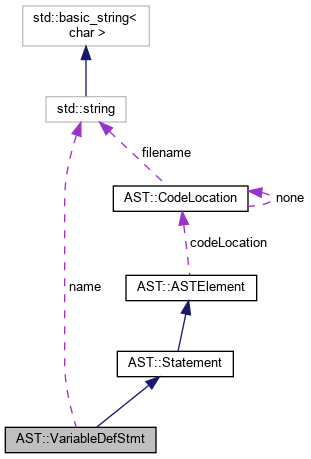 std::basic_string<
char >
std::string
filename
AST::CodeLocation
none
codeLocation
AST::ASTElement
name
AST::Statement
AST::VariableDefStmt